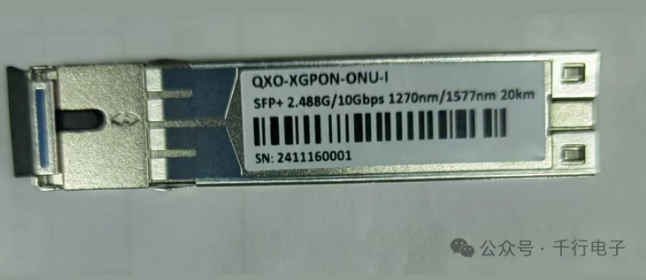 QXO-XGPON-ONU-I
SFP+ 2.488G/10Gbps 1270nm/1577nm 20km
SN: 2411160001
公众号·千行电子